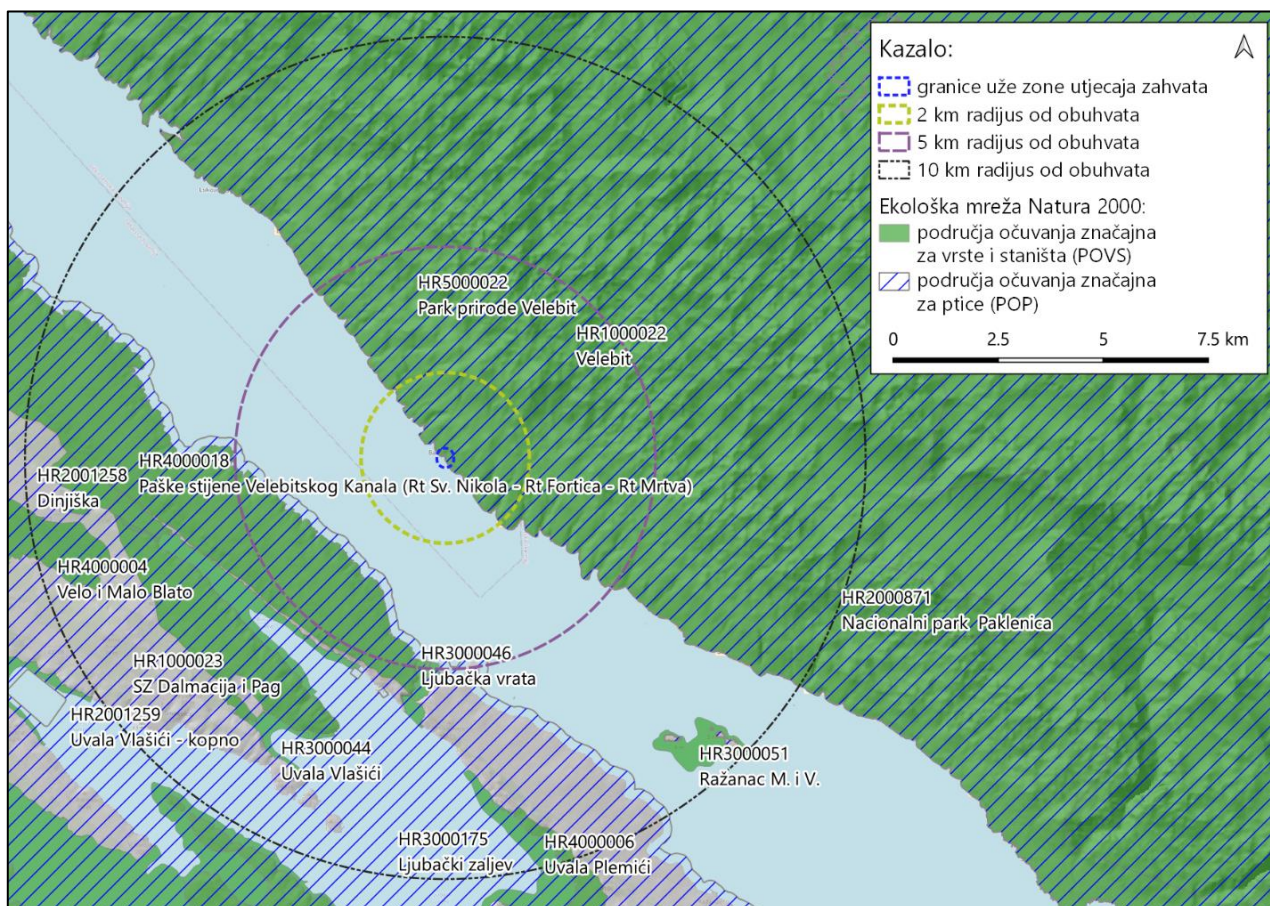 Kazalo:
granice uže zone utjecaja zahvata
2 km radijus od obuhvata
5 km radijus od obuhvata
10 km radijus od obuhvata
Ekološka mreža Natura 2000:
područja očuvanja značajna
za vrste i staništa (POVS)
područja očuvanja značajna
za ptice (POP)
0 2.5 5 7.5 km
HR5000022
Park prirode Velebit
HR1000022
Velebit
HR4000018
Paške stijene Velebitskog Kanala (Rt Sv. Nikola - Rt Fortica - Rt Mrtva)
HR2001258
Dinjiška
HR4000004
Velo i Malo Blato
HR2000871
Nacionalni park Paklenica
HR3000046
Ljubačka vrata
HR1000023
SZ Dalmacija i Pag
HR2001259
Uvala Vlašići - kopno
HR3000044
Uvala Vlašići
HR3000051
Ražanac M. i V.
HR3000175
Ljubački zaljev
HR4000006
Uvala Plemići